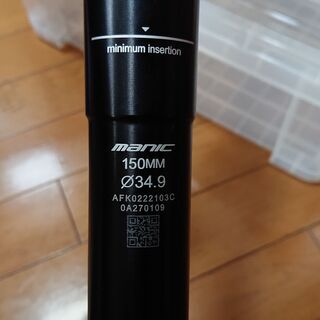 minimum insertion
manic
150MM
Ø34.9
AFK0222103C
0A270109